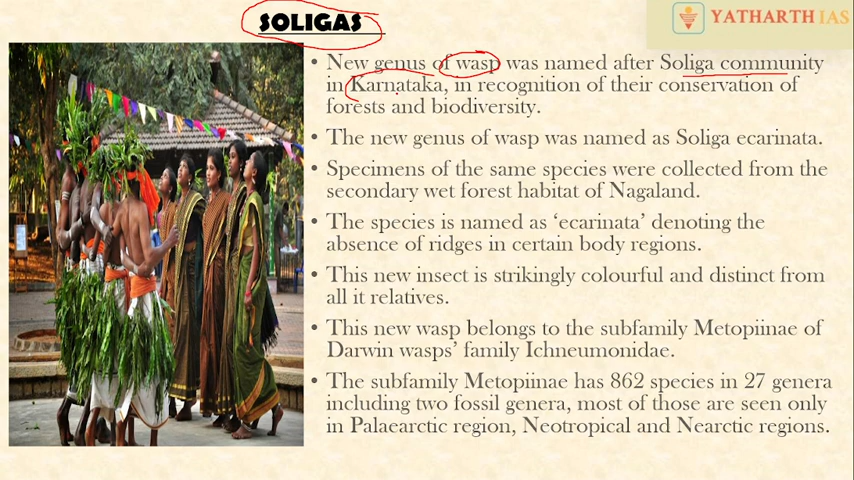 SOLIGAS
YATHARTH IAS
• New genus of wasp was named after Soliga community
in Karnataka, in recognition of their conservation of
forests and biodiversity.
• The new genus of wasp was named as Soliga ecarinata.
• Specimens of the same species were collected from the
secondary wet forest habitat of Nagaland.
• The species is named as ‘ecarinata’ denoting the
absence of ridges in certain body regions.
• This new insect is strikingly colourful and distinct from
all it relatives.
• This new wasp belongs to the subfamily Metopiinae of
Darwin wasps’ family Ichneumonidae.
• The subfamily Metopiinae has 862 species in 27 genera
including two fossil genera, most of those are seen only
in Palaearctic region, Neotropical and Nearctic regions.